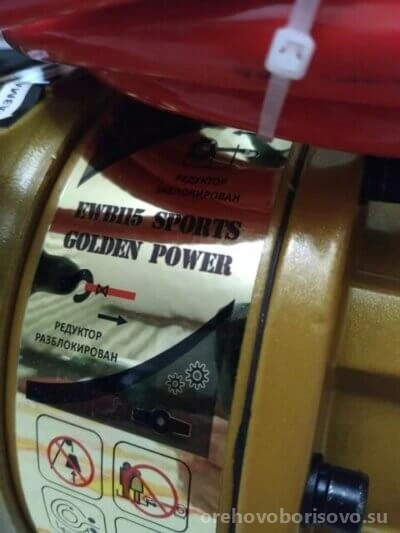 РЕДУКТОР
ЗАБЛОКИРОВАН
EWB115 SPORTS
GOLDEN POWER
РЕДУКТОР
РАЗБЛОКИРОВАН
orehovoborisovo.su